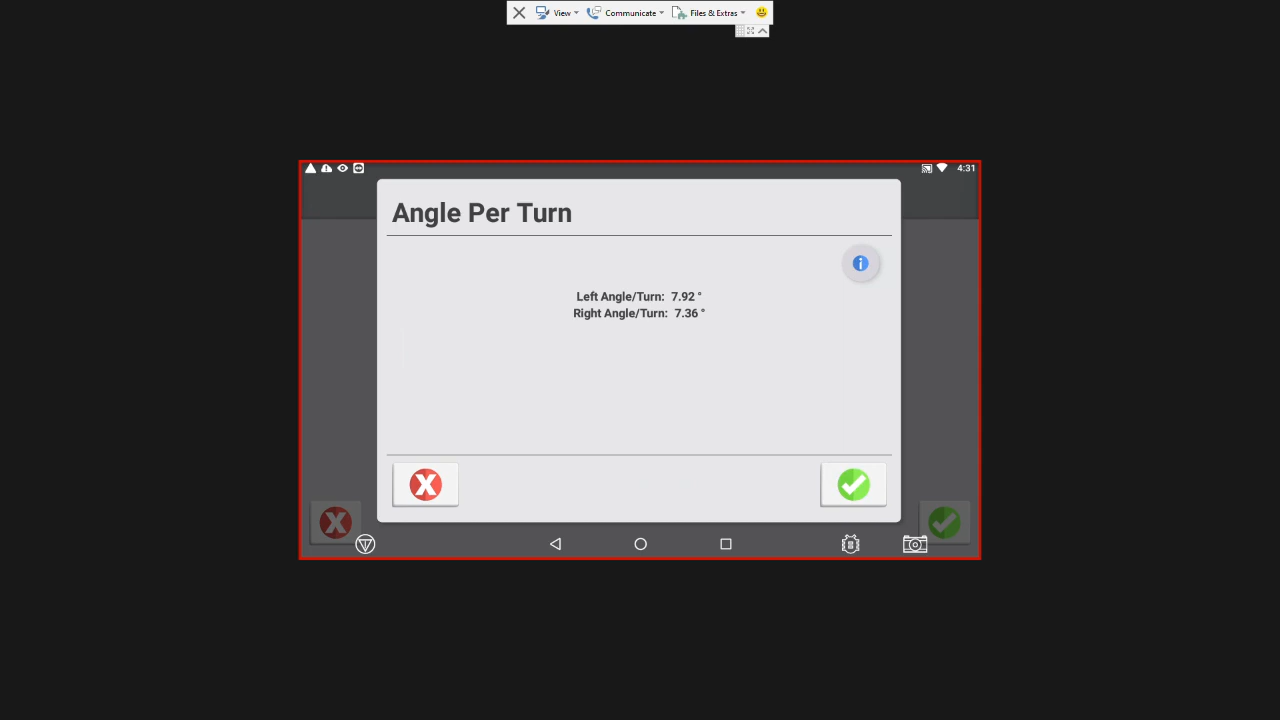 View
Communicate
Files & Extras
4:31
Angle Per Turn
Left Angle/Turn: 7.92 °
Right Angle/Turn: 7.36 °